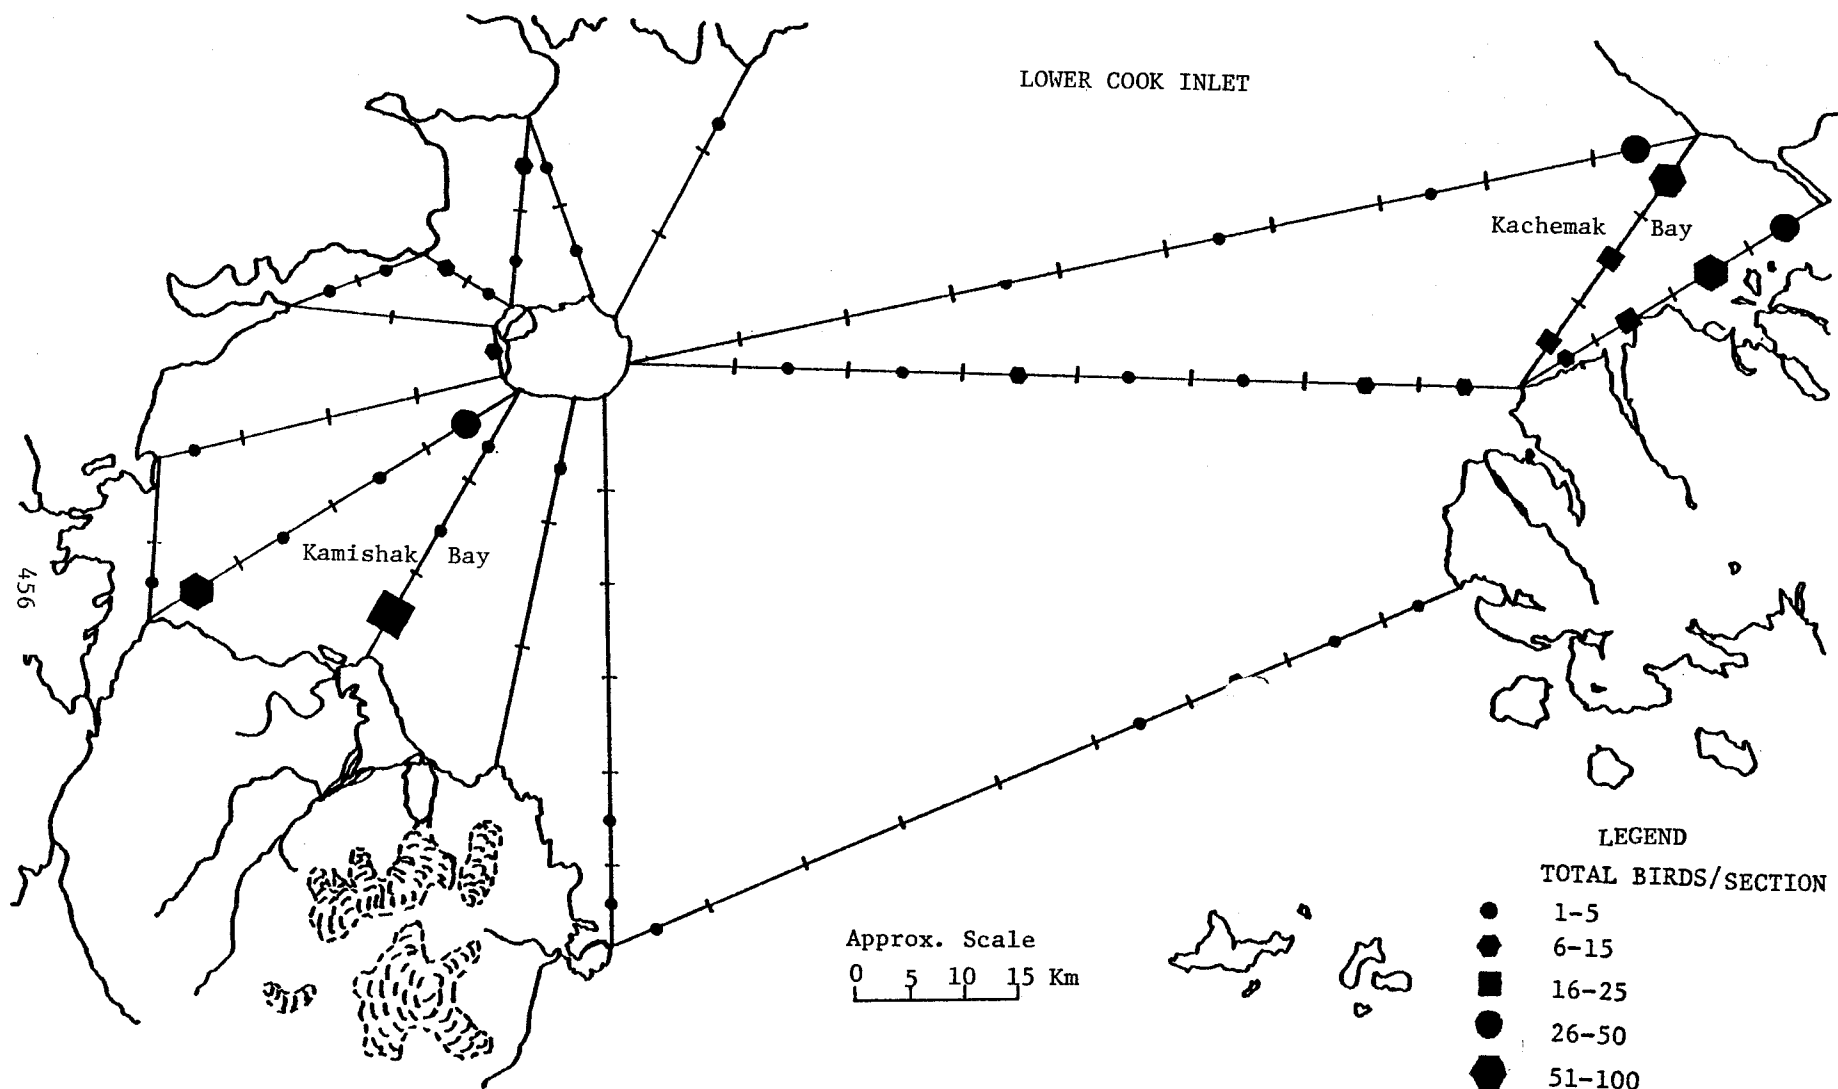 LOWER COOK INLET
Kachemak Bay
Kamishak Bay
456
LEGEND
TOTAL BIRDS/SECTION
1-5
6-15
16-25
26-50
51-100
Approx. Scale
0 5 10 15 Km